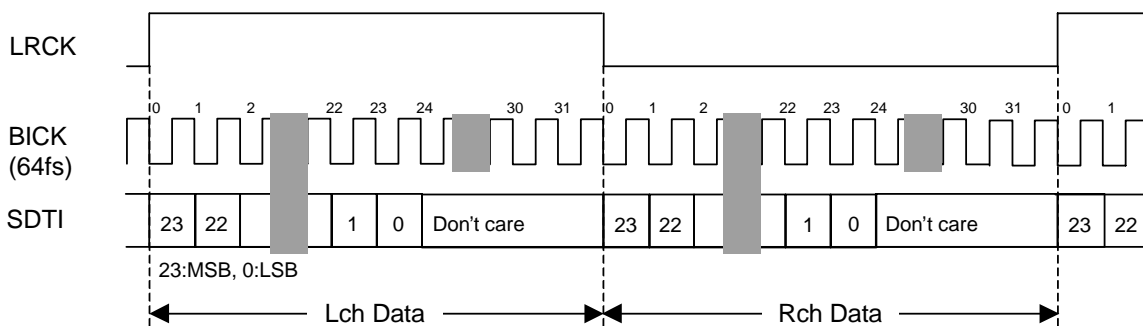 LRCK
0 1 2 22 23 24 30 31 0 1 2 22 23 24 30 31 0 1
BICK
(64fs)
SDTI 23 22 1 0 Don't care 23 22 1 0 Don't care 23 22
23:MSB, 0:LSB
Lch Data Rch Data